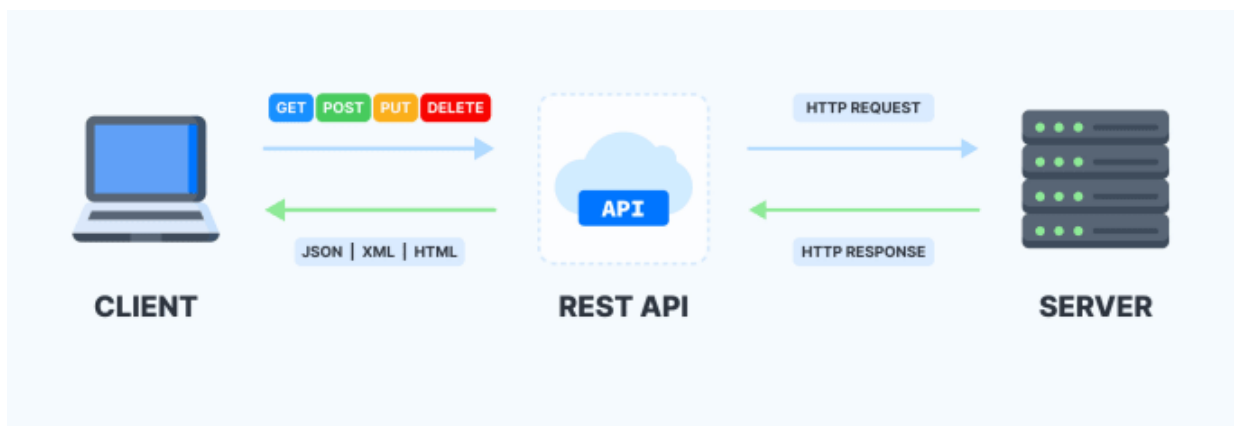 GET POST PUT DELETE
HTTP REQUEST
API
JSON | XML | HTML
HTTP RESPONSE
CLIENT
REST API
SERVER